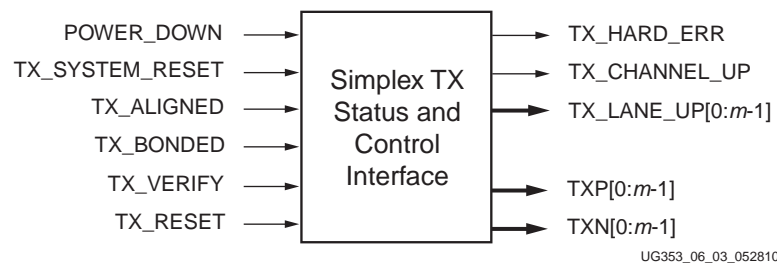 POWER_DOWN
TX_SYSTEM_RESET
TX_ALIGNED
TX_BONDED
TX_VERIFY
TX_RESET
Simplex TX
Status and
Control
Interface
TX_HARD_ERR
TX_CHANNEL_UP
TX_LANE_UP[0:m-1]
TXP[0:m-1]
TXN[0:m-1]
UG353_06_03_052810